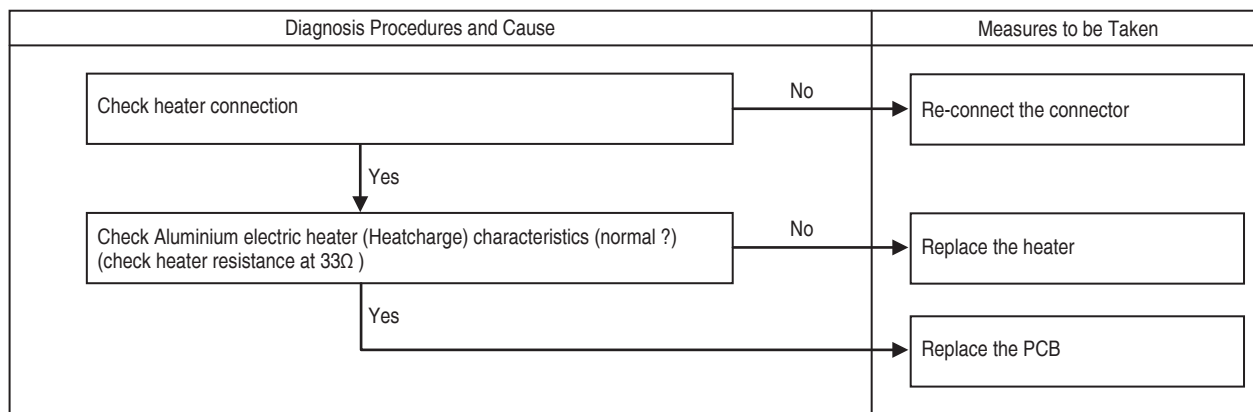 Diagnosis Procedures and Cause
Measures to be Taken
Check heater connection
No
Re-connect the connector
Yes
Check Aluminium electric heater (Heatcharge) characteristics (normal ?)
(check heater resistance at 33Ω )
No
Replace the heater
Yes
Replace the PCB